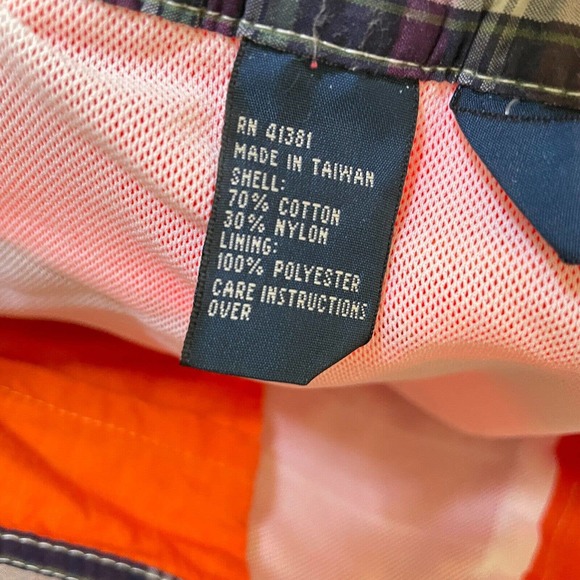 RN 41381
MADE IN TAIWAN
SHELL:
70% COTTON
30% NYLON
LINING:
100% POLYESTER
CARE INSTRUCTIONS
OVER